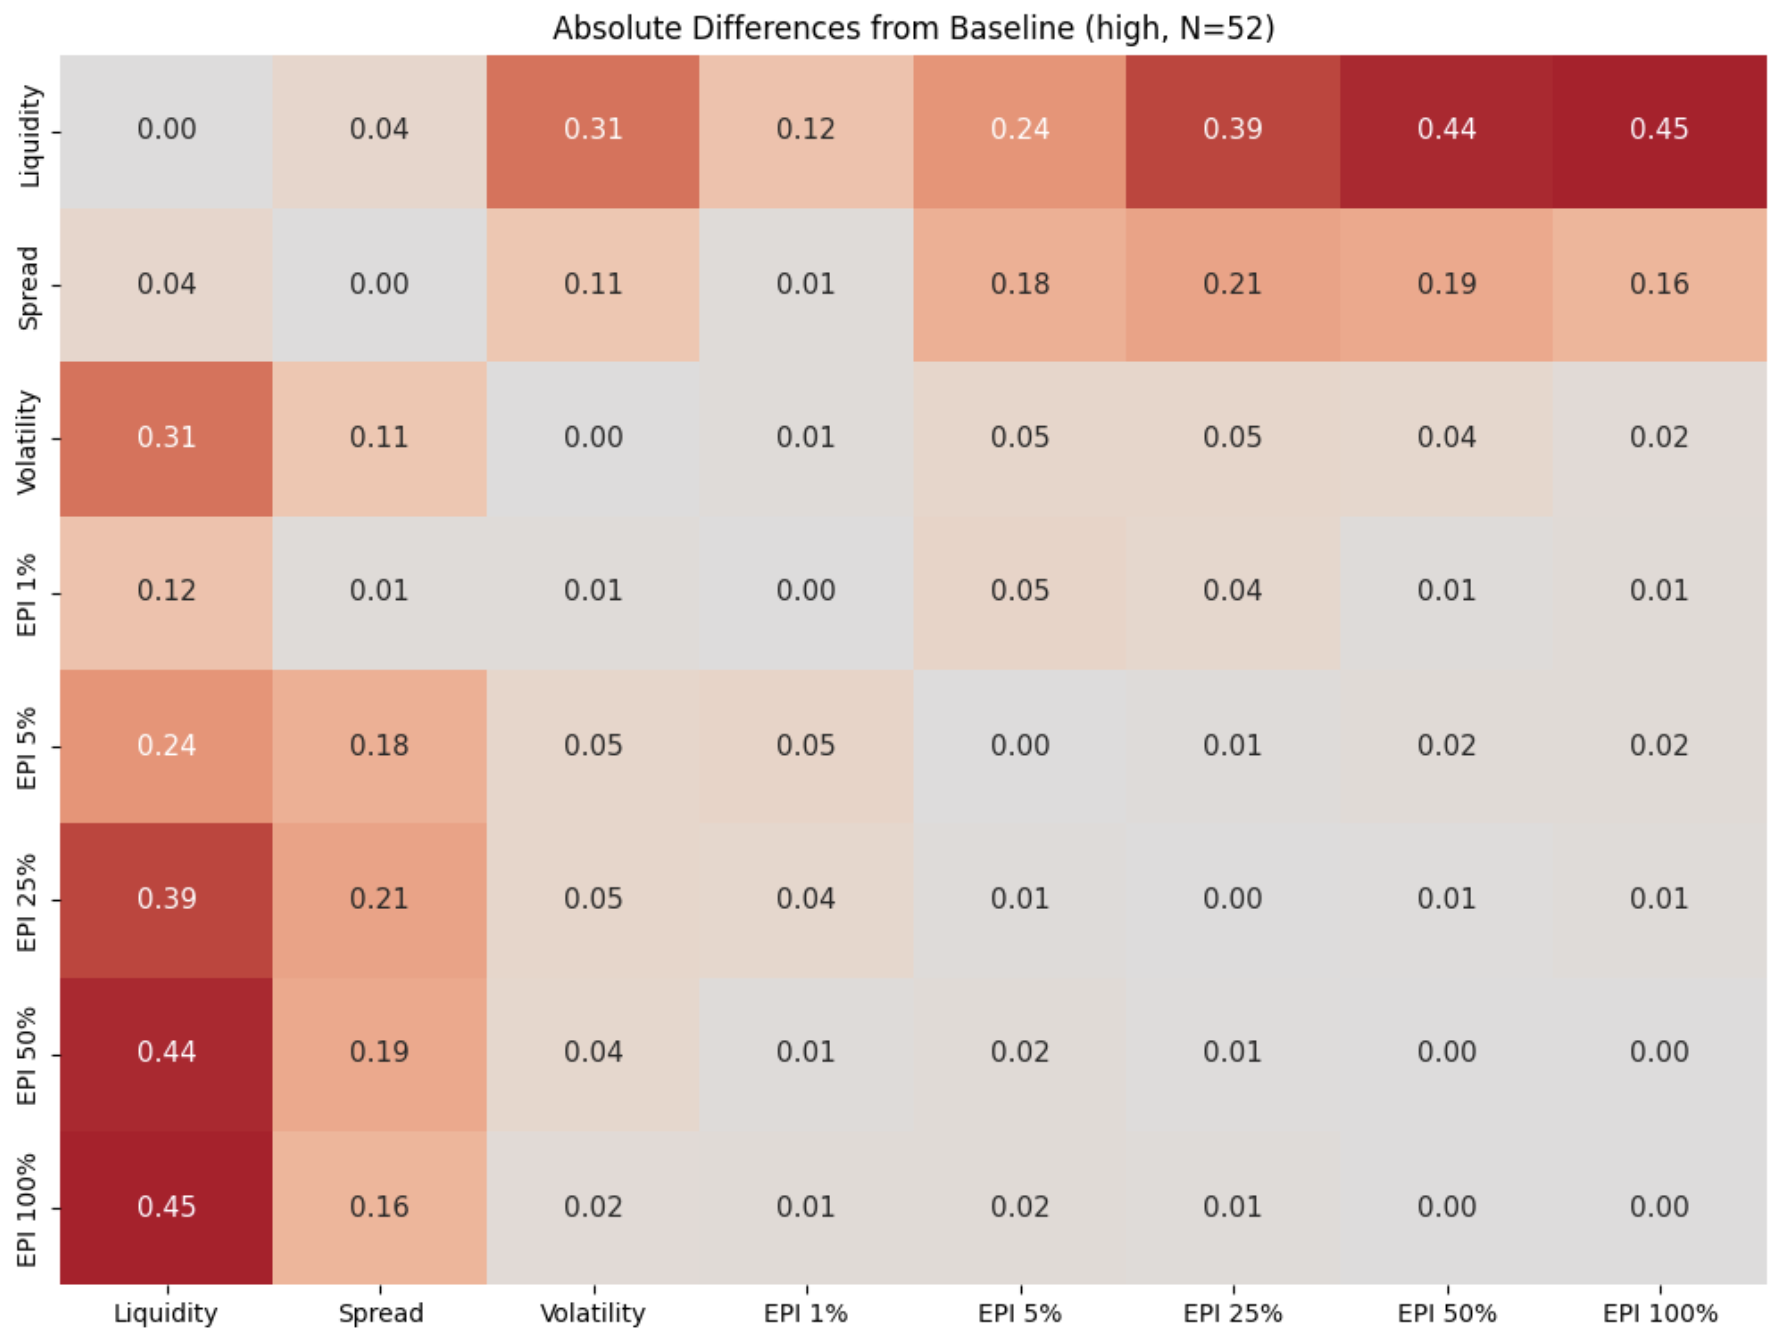 Absolute Differences from Baseline (high, N=52)
Liquidity 0.00 0.04 0.31 0.12 0.24 0.39 0.44 0.45
Spread 0.04 0.00 0.11 0.01 0.18 0.21 0.19 0.16
Volatility 0.31 0.11 0.00 0.01 0.05 0.05 0.04 0.02
EPI 1% 0.12 0.01 0.01 0.00 0.05 0.04 0.01 0.01
EPI 5% 0.24 0.18 0.05 0.05 0.00 0.01 0.02 0.02
EPI 25% 0.39 0.21 0.05 0.04 0.01 0.00 0.01 0.01
EPI 50% 0.44 0.19 0.04 0.01 0.02 0.01 0.00 0.00
EPI 100% 0.45 0.16 0.02 0.01 0.02 0.01 0.00 0.00
Liquidity Spread Volatility EPI 1% EPI 5% EPI 25% EPI 50% EPI 100%